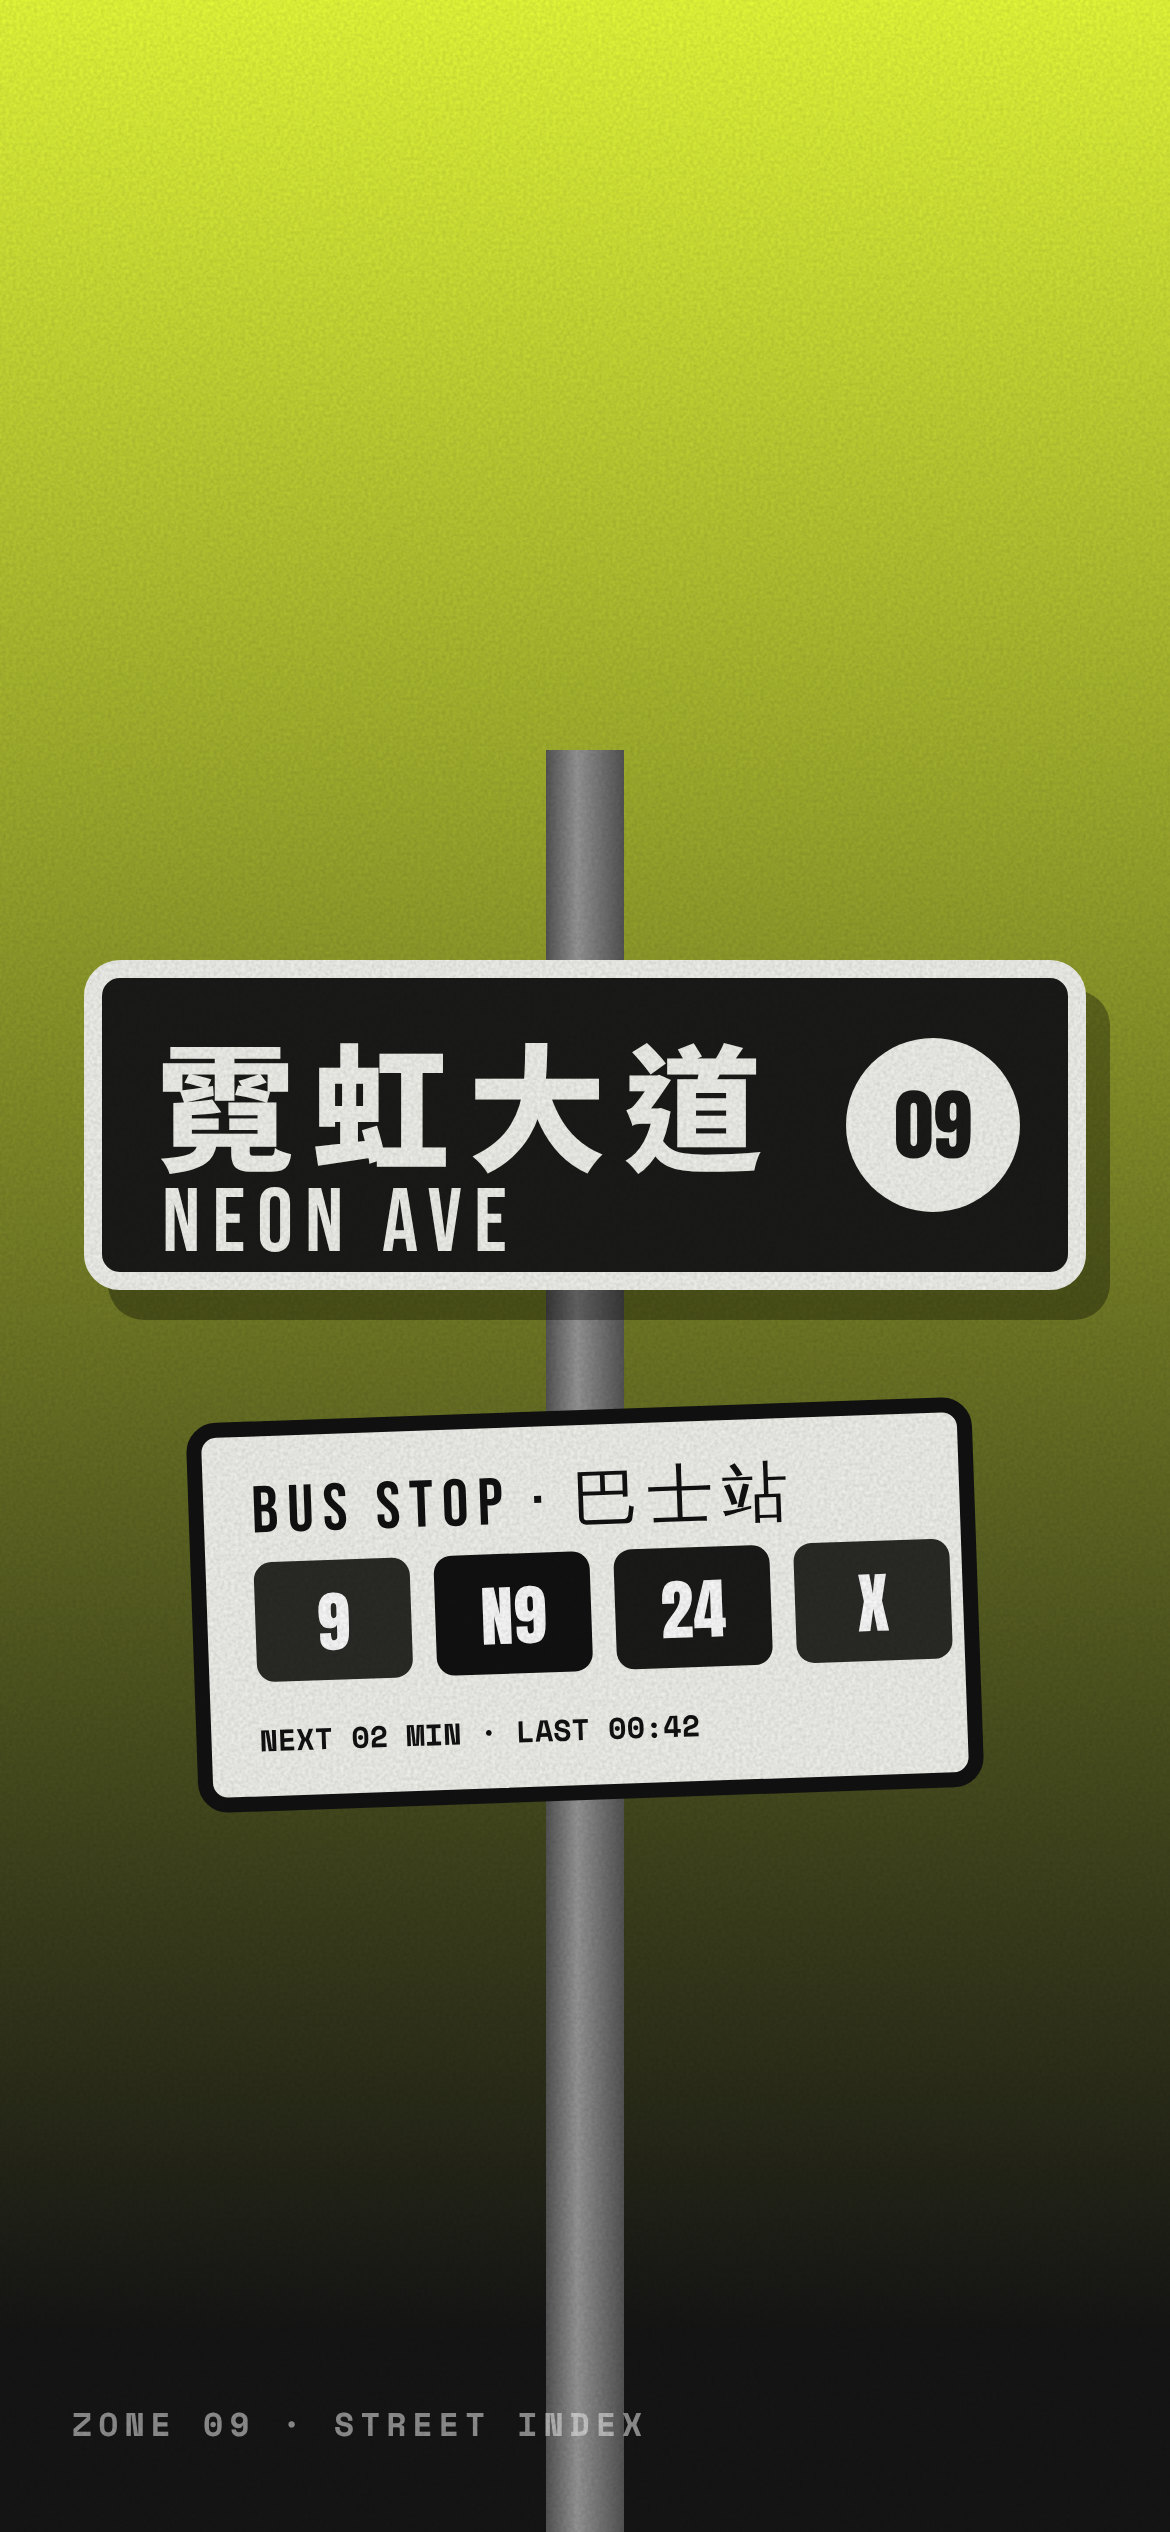 霓虹大道
NEON AVE
09
BUS STOP · 巴士站
9 N9 24 X
NEXT 02 MIN · LAST 00:42
ZONE 09 · STREET INDEX